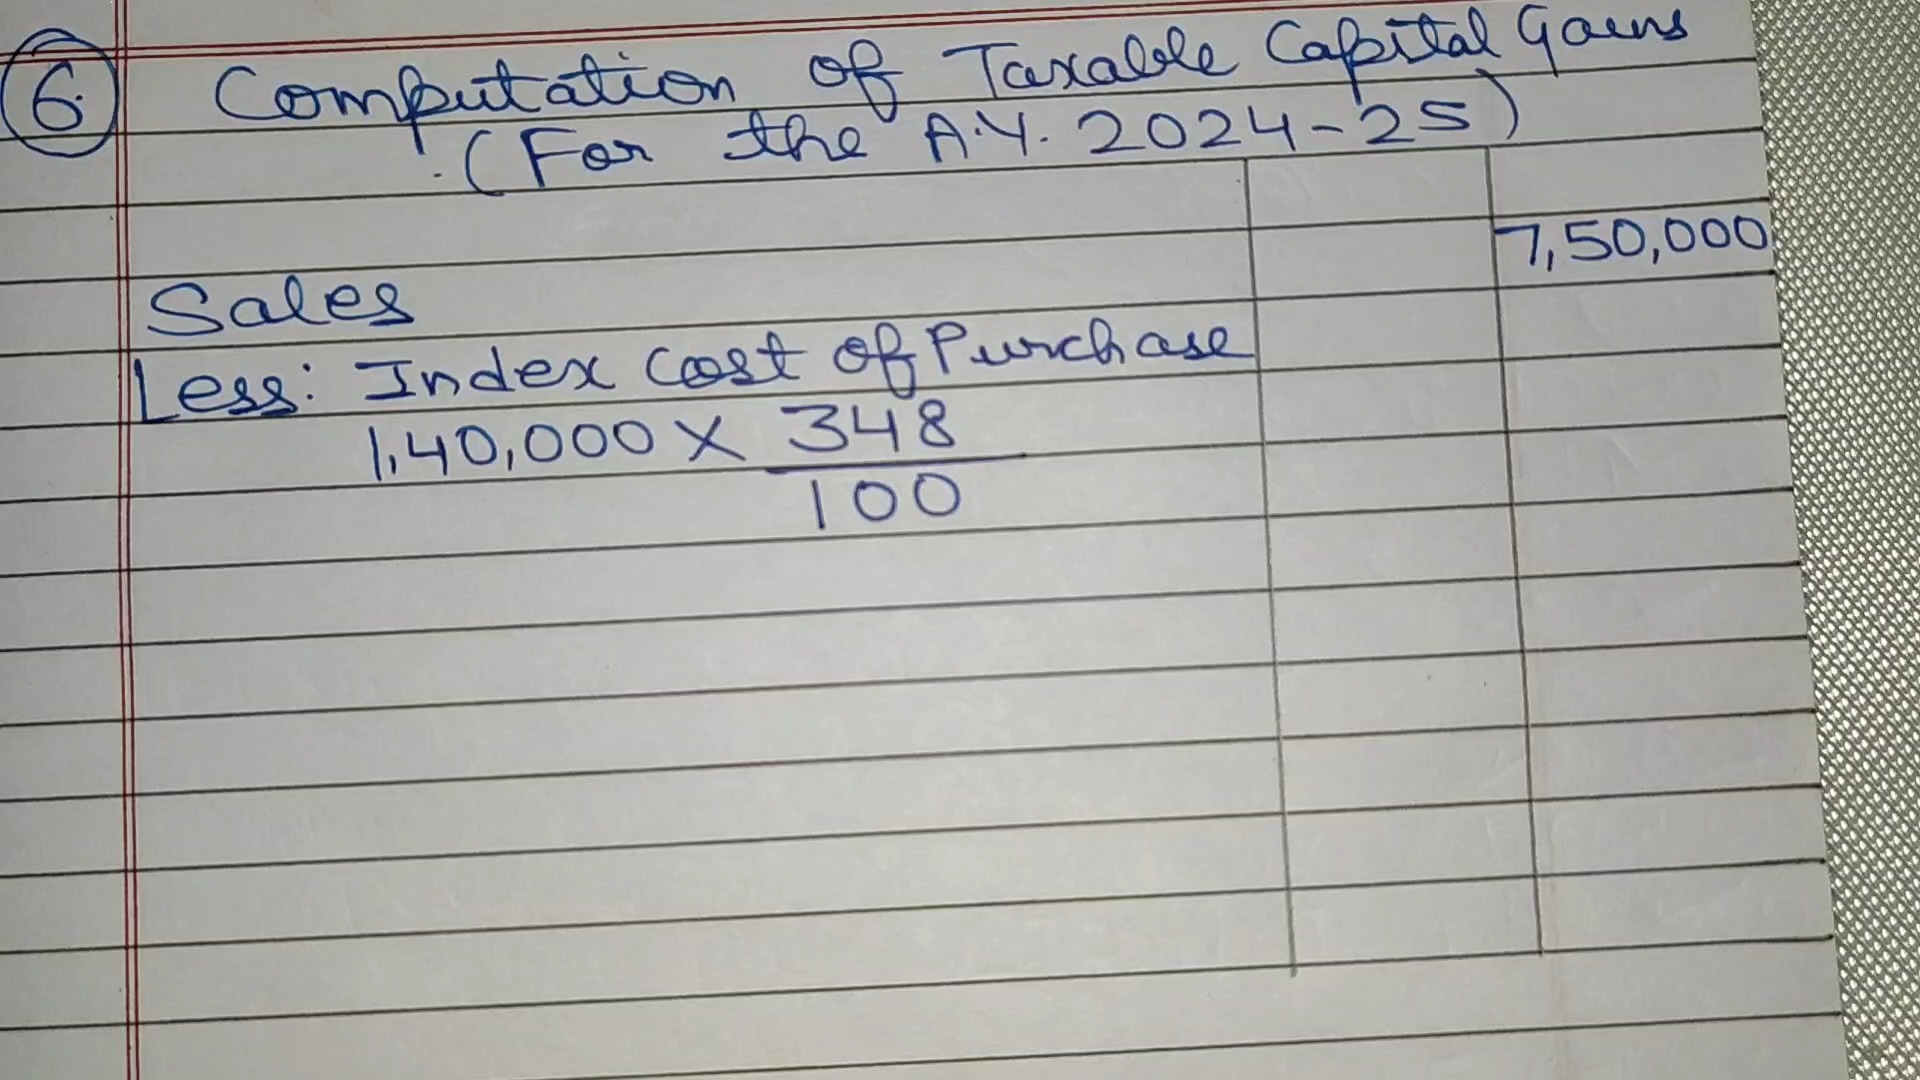 6.
Computation of Taxable Capital Gains
(For the A.Y. 2024-25)
7,50,000
Sales
Less: Index cost of Purchase
1,40,000 X 348
100